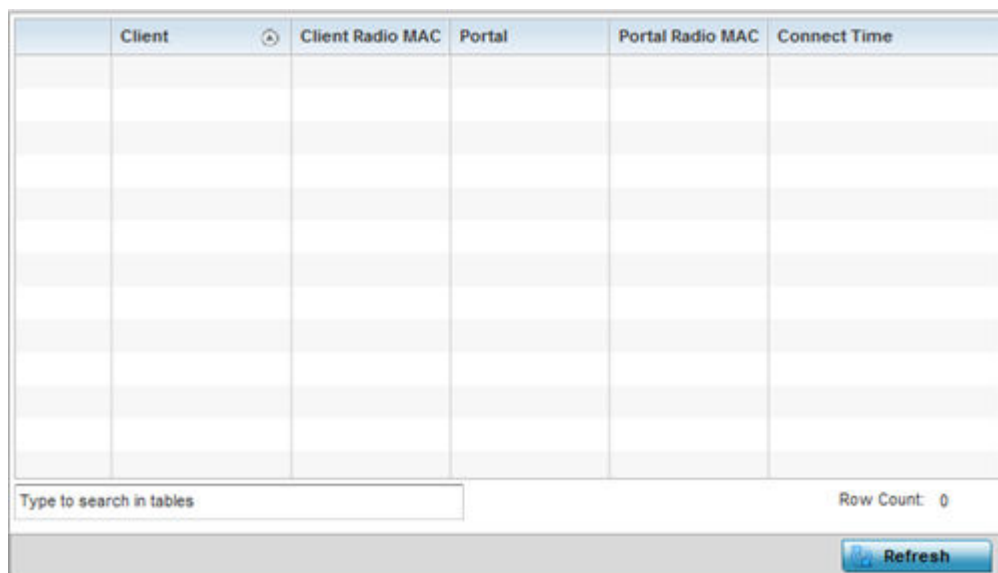 Client Client Radio MAC Portal Portal Radio MAC Connect Time
Type to search in tables Row Count: 0
Refresh